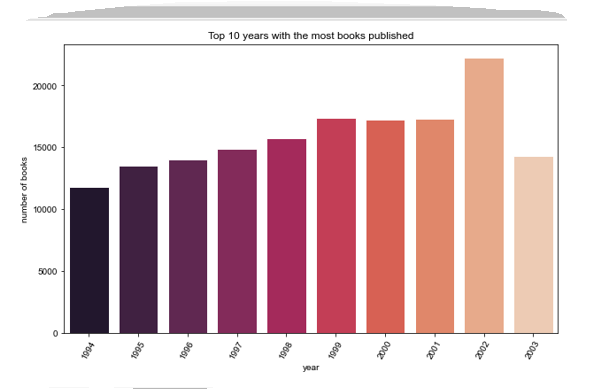 Top 10 years with the most books published
number of books
20000
15000
10000
5000
0
1994 1995 1996 1997 1998 1999 2000 2001 2002 2003
year